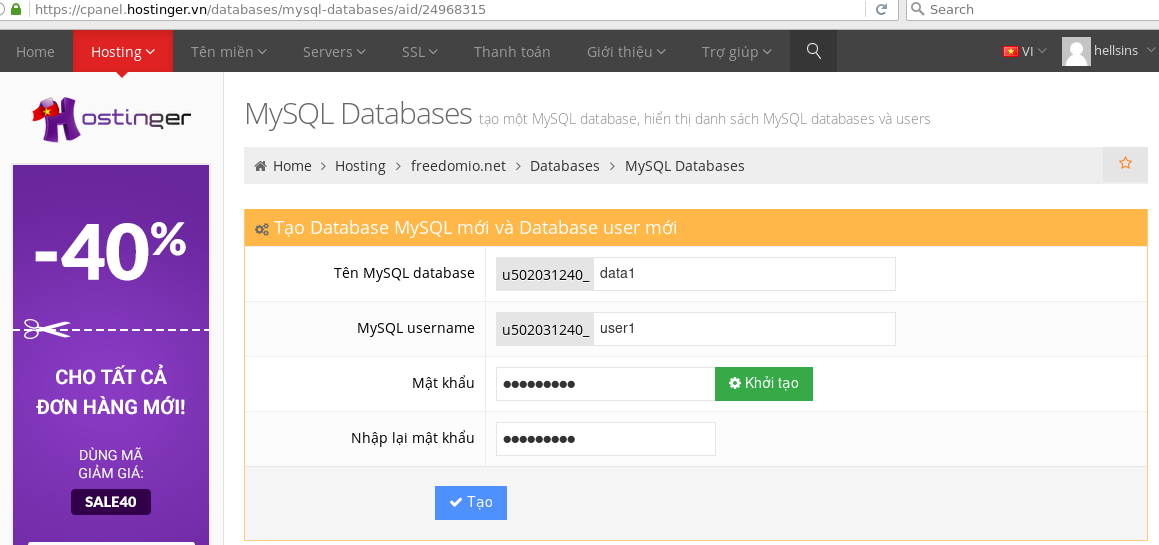 https://cpanel.hostinger.vn/databases/mysql-databases/aid/24968315
Search
Home Hosting Tên miền Servers SSL Thanh toán Giới thiệu Trợ giúp VI hellsins
Hostinger
MySQL Databases tạo một MySQL database, hiển thị danh sách MySQL databases và users
Home > Hosting > freedomio.net > Databases > MySQL Databases
-40%
CHO TẤT CẢ
ĐƠN HÀNG MỚI!
DÙNG MÃ
GIẢM GIÁ:
SALE40
Tạo Database MySQL mới và Database user mới
Tên MySQL database u502031240_ data1
MySQL username u502031240_ user1
Mật khẩu ●●●●●●●●● Khởi tạo
Nhập lại mật khẩu ●●●●●●●●●
Tạo